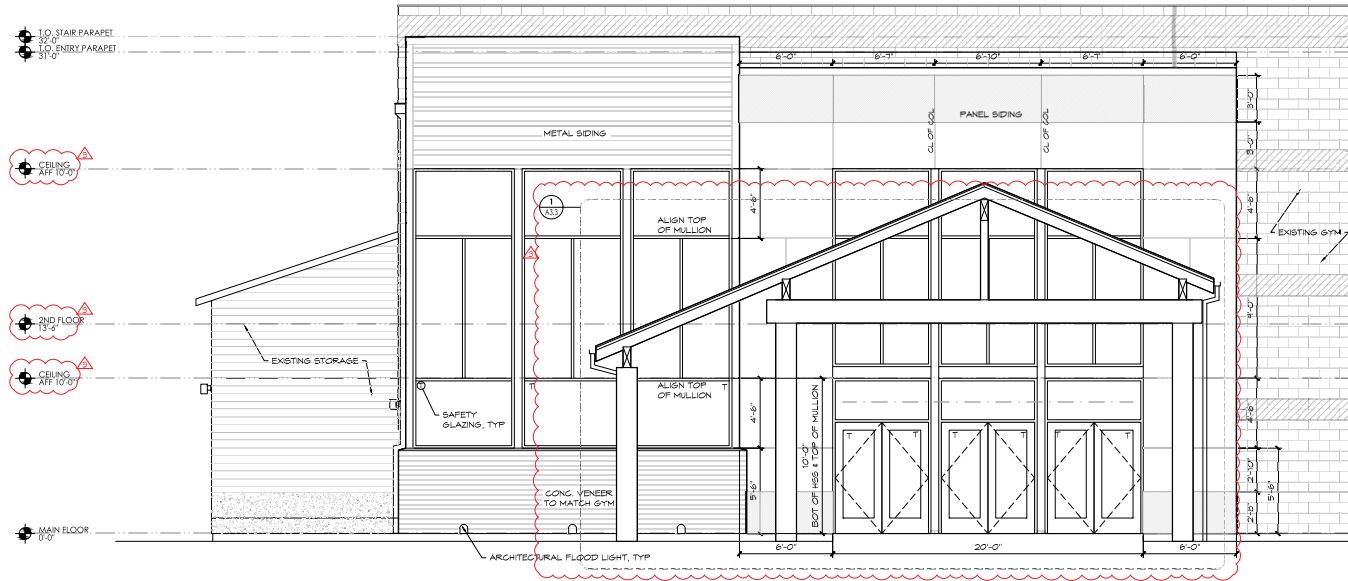 T.O. STAIR PARAPET
32'-0"
T.O. ENTRY PARAPET
31'-0"
6'-0"
6'-7"
6'-10"
6'-7"
6'-0"
3'-0"
PANEL SIDING
METAL SIDING
CL OF COL
CL OF COL
3'-0"
3
CEILING
AFF 10'-0"
1
A3.3
4'-6"
4'-6"
ALIGN TOP
OF MULLION
EXISTING GYM
3
3
2ND FLOOR
13'-6"
9'-0"
EXISTING STORAGE
3
CEILING
AFF 10'-0"
T
T
T
ALIGN TOP
OF MULLION
SAFETY
GLAZING, TYP
4'-6"
4'-6"
10'-0"
BOT OF HSS & TOP OF MULLION
T
T
T
T
T
T
2'-10"
5'-6"
5'-6"
2'-8"
CONC. VENEER
TO MATCH GYM
MAIN FLOOR
0'-0"
ARCHITECTURAL FLOOD LIGHT, TYP
6'-0"
20'-0"
6'-0"